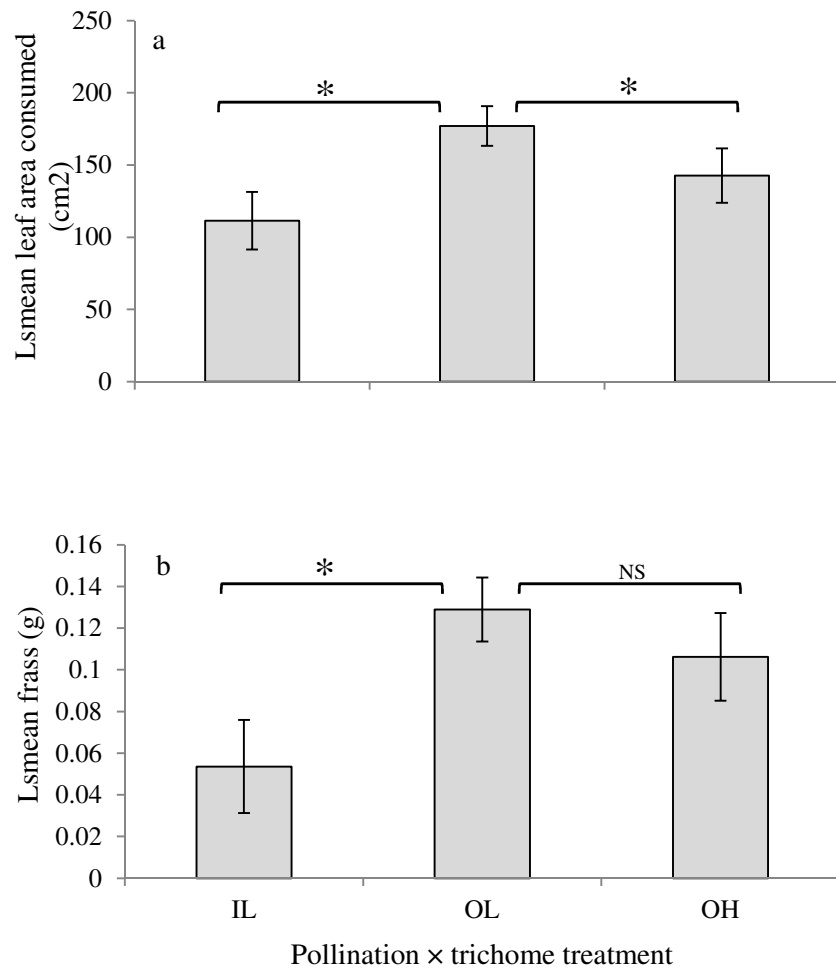 a
250
200
150
100
50
0
Lsmean leaf area consumed
(cm2)
*
*
b
0.16
0.14
0.12
0.1
0.08
0.06
0.04
0.02
0
Lsmean frass (g)
*
NS
IL OL OH
Pollination × trichome treatment